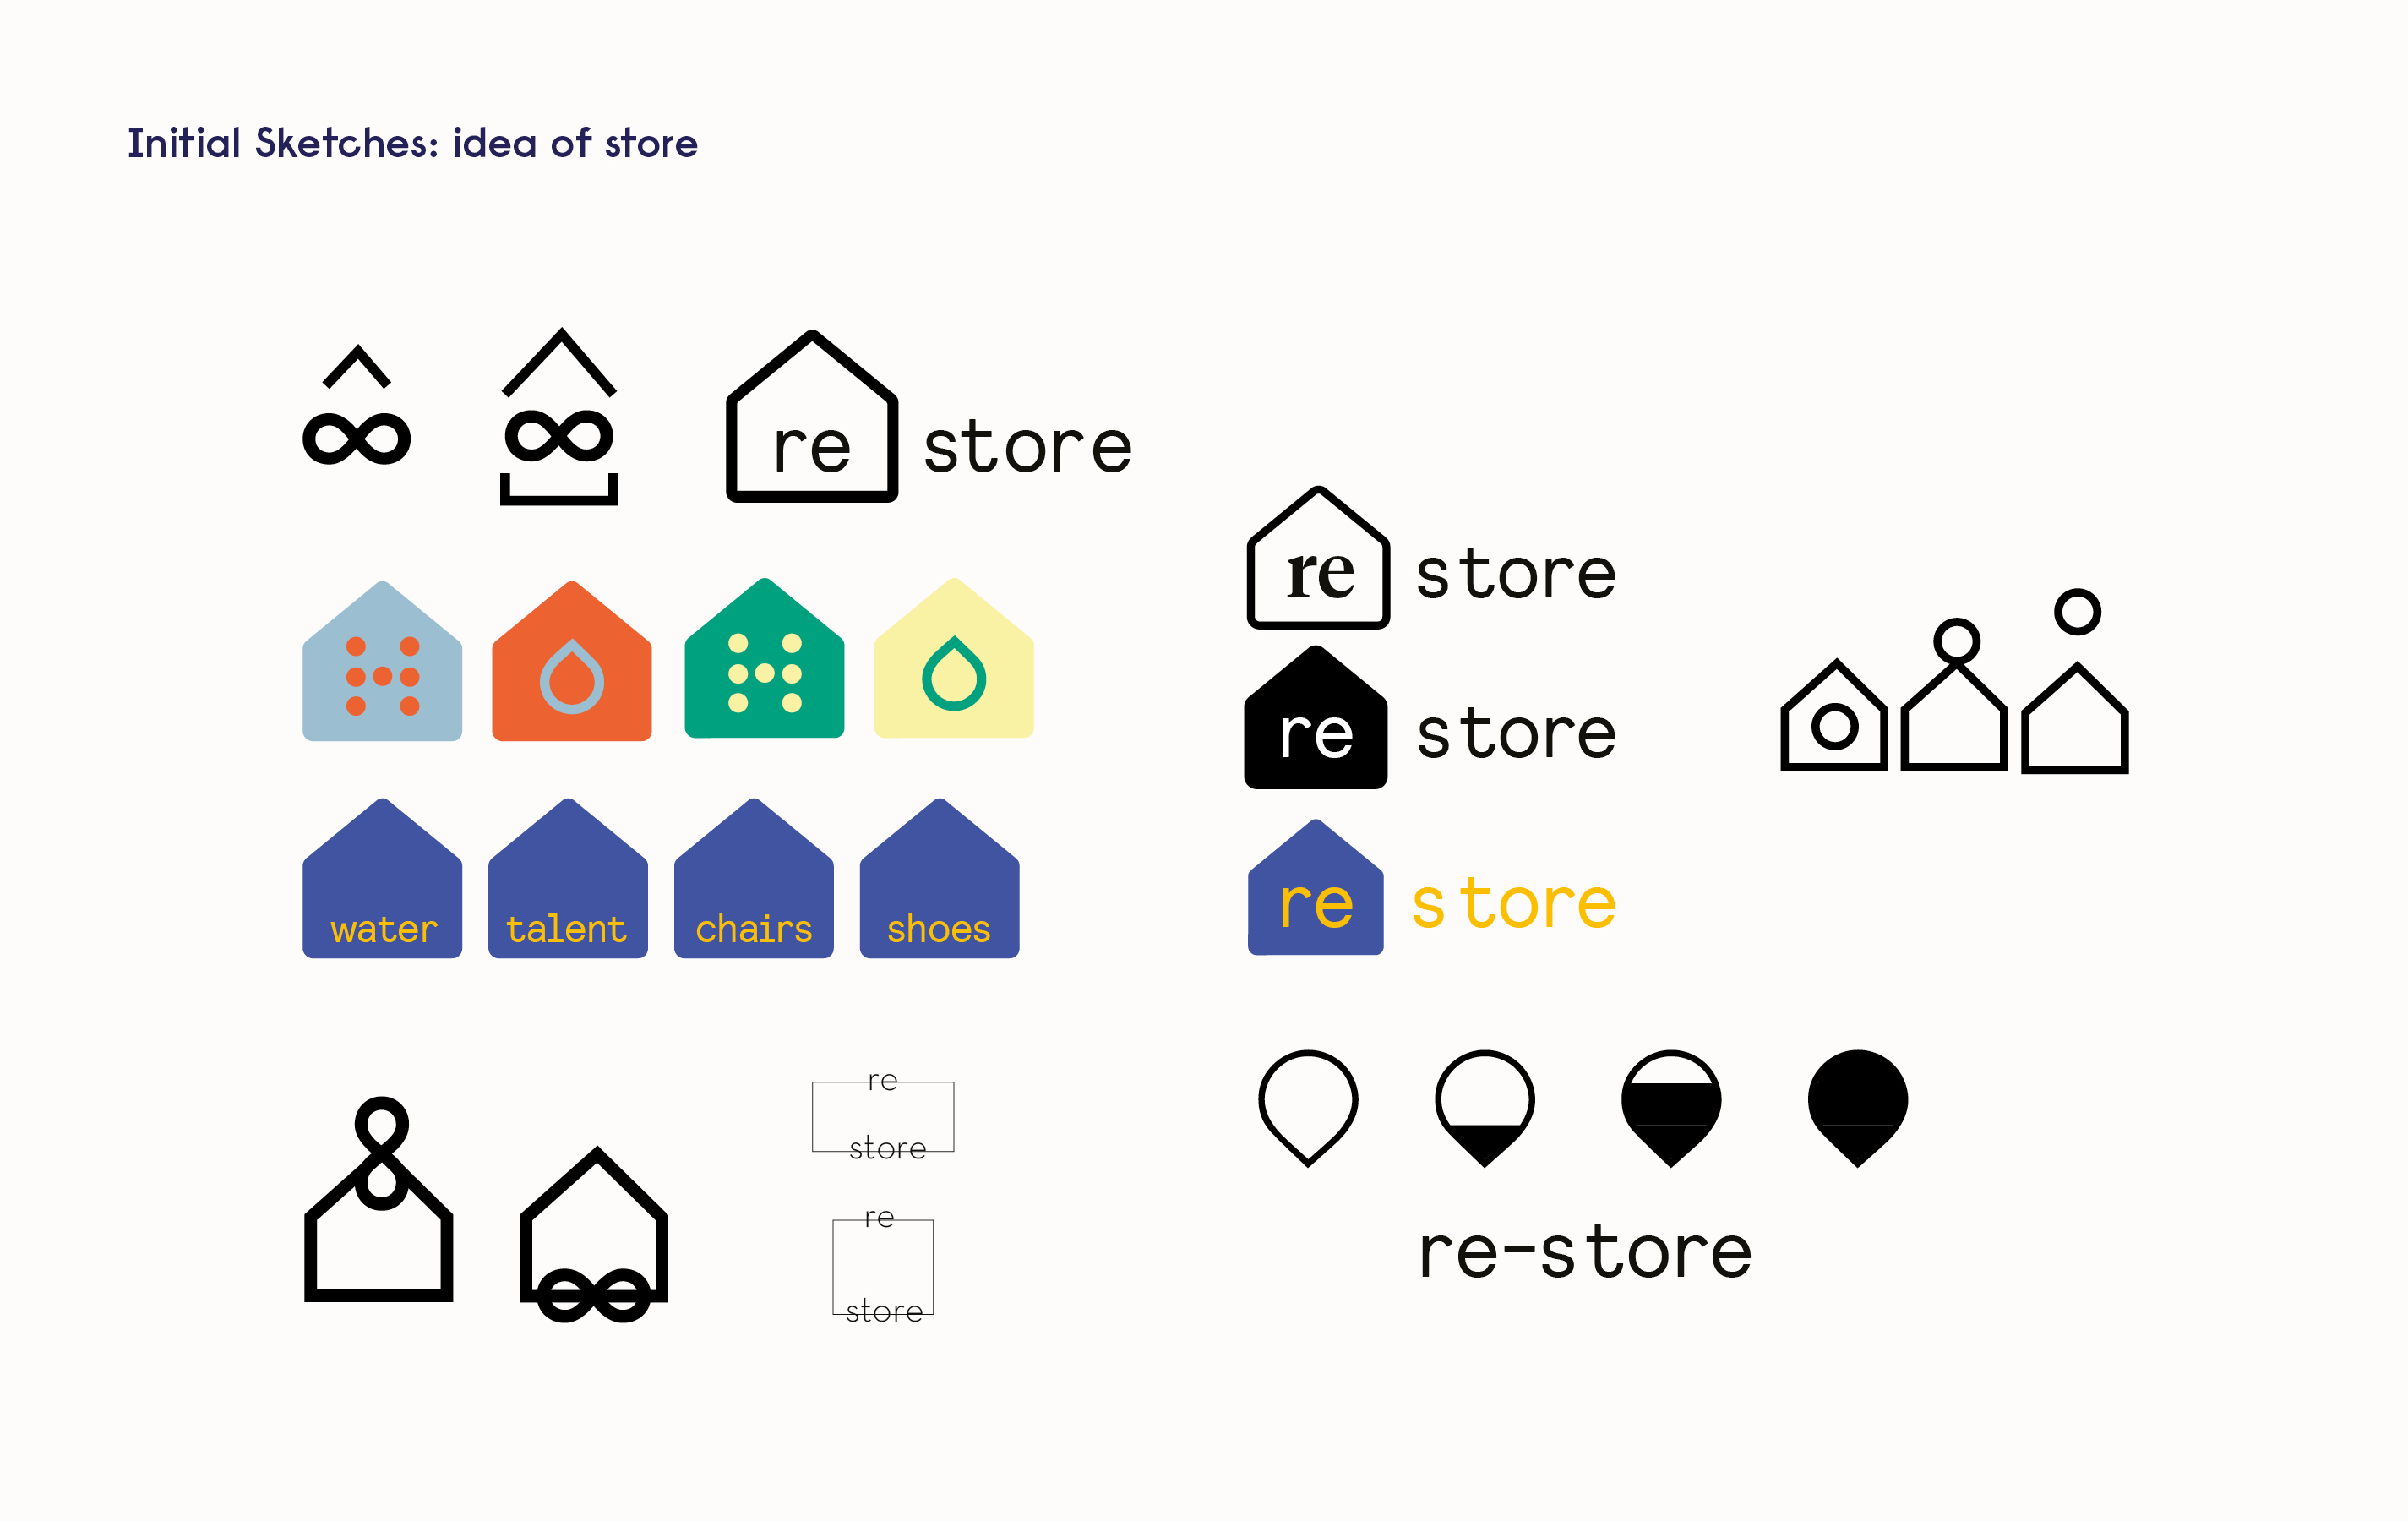 Initial Sketches: idea of store
re store
re store
re store
re store
water talent chairs shoes
re
store
re
store
re-store